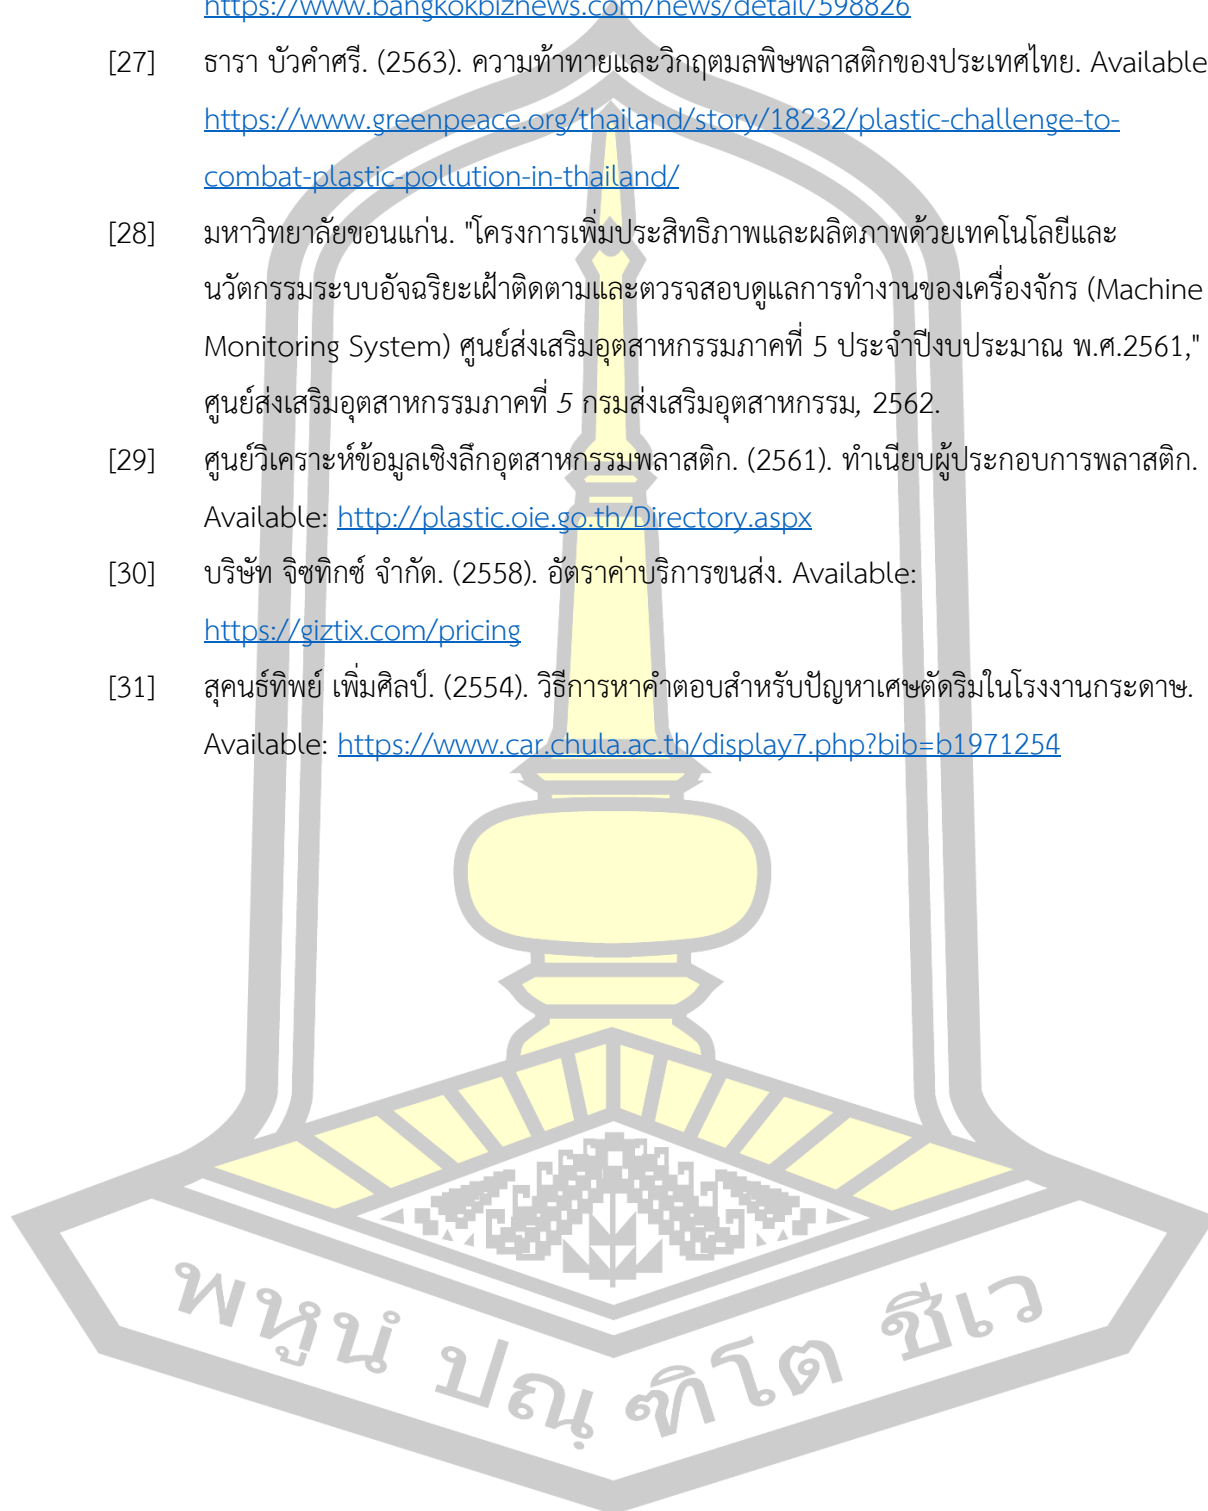 https://www.bangkokbiznews.com/news/detail/598826
[27] ธารา บัวคำศรี. (2563). ความท้าทายและวิกฤตมลพิษพลาสติกของประเทศไทย. Available
https://www.greenpeace.org/thailand/story/18232/plastic-challenge-to-
combat-plastic-pollution-in-thailand/
[28] มหาวิทยาลัยขอนแก่น. "โครงการเพิ่มประสิทธิภาพและผลิตภาพด้วยเทคโนโลยีและ
นวัตกรรมระบบอัจฉริยะเฝ้าติดตามและตวรจสอบดูแลการทำงานของเครื่องจักร (Machine
Monitoring System) ศูนย์ส่งเสริมอุตสาหกรรมภาคที่ 5 ประจำปีงบประมาณ พ.ศ.2561,"
ศูนย์ส่งเสริมอุตสาหกรรมภาคที่ 5 กรมส่งเสริมอุตสาหกรรม, 2562.
[29] ศูนย์วิเคราะห์ข้อมูลเชิงลึกอุตสาหกรรมพลาสติก. (2561). ทำเนียบผู้ประกอบการพลาสติก.
Available: http://plastic.oie.go.th/Directory.aspx
[30] บริษัท จิซทิกซ์ จำกัด. (2558). อัตราค่าบริการขนส่ง. Available:
https://giztix.com/pricing
[31] สุคนธ์ทิพย์ เพิ่มศิลป์. (2554). วิธีการหาคำตอบสำหรับปัญหาเศษตัดริมในโรงงานกระดาษ.
Available: https://www.car.chula.ac.th/display7.php?bib=b1971254
พหูนํ ปณฺฑิโต ชีเว